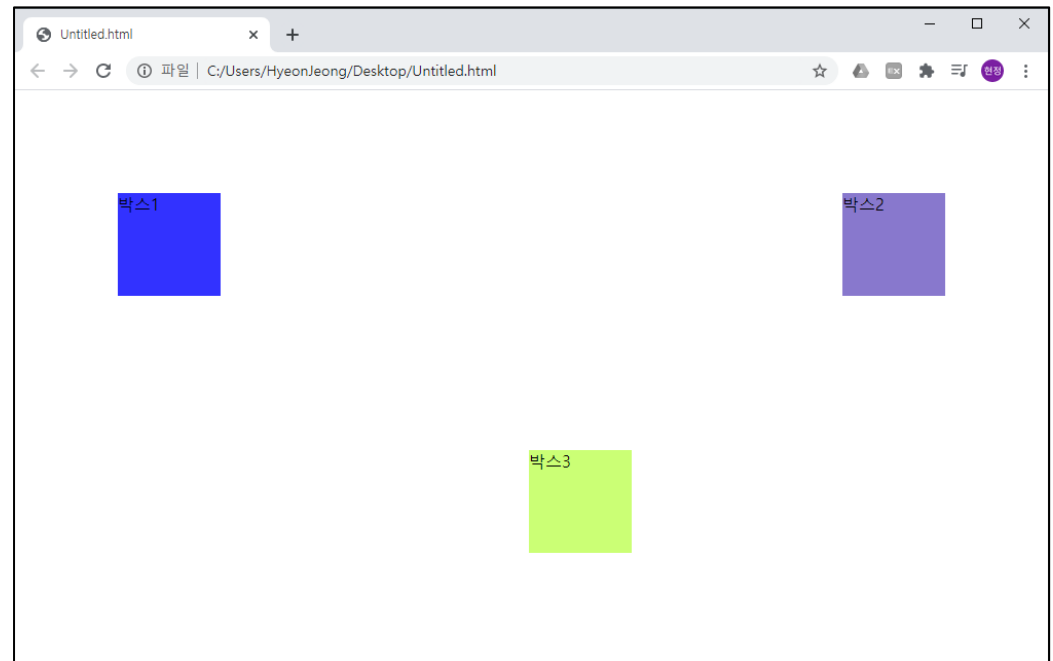 Untitled.html
파일 | C:/Users/HyeonJeong/Desktop/Untitled.html
EX
현정
박스1
박스2
박스3